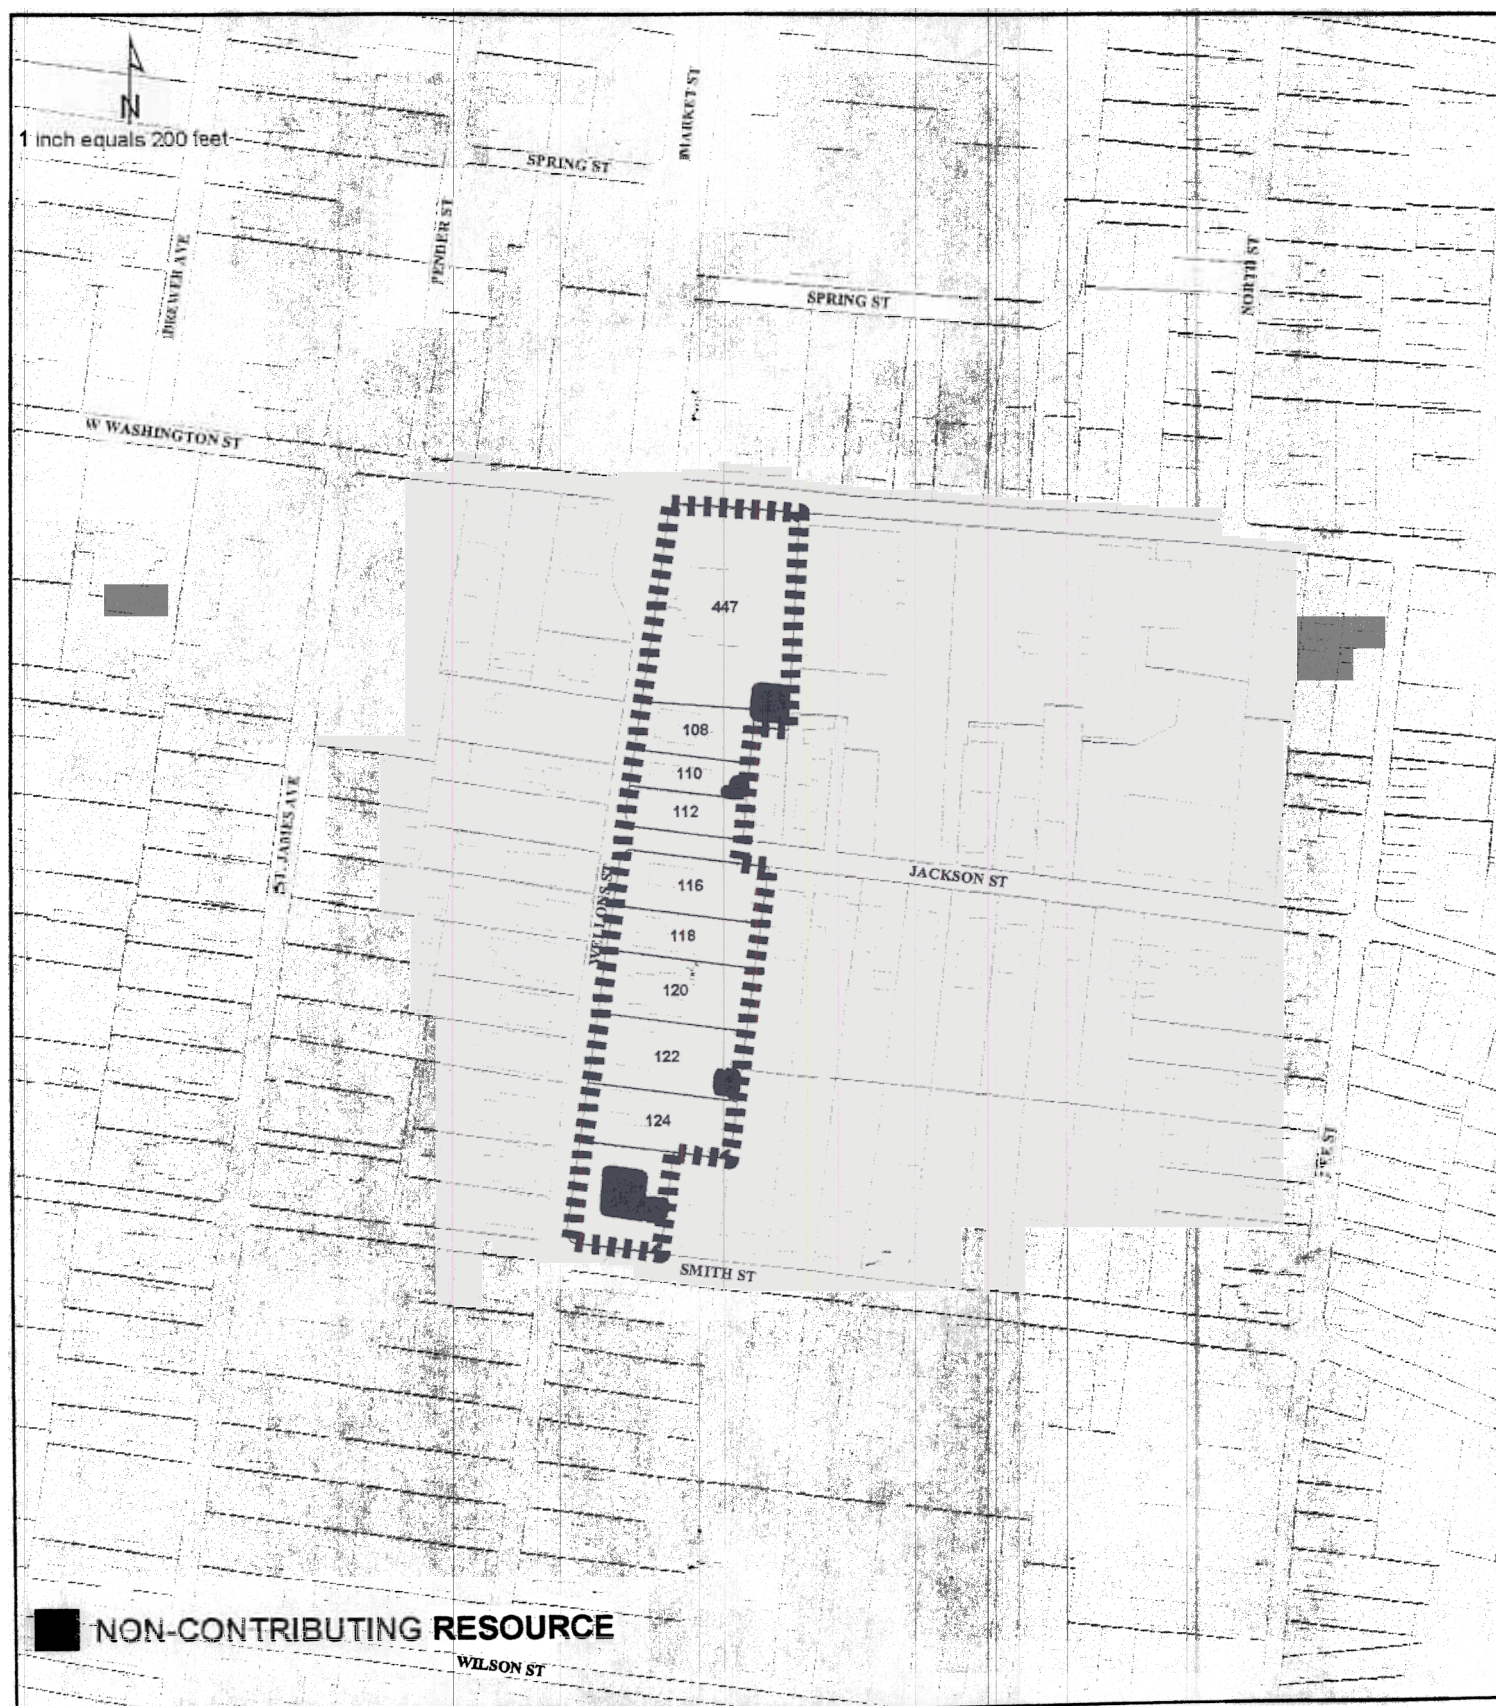 N
1 inch equals 200 feet
MARKET ST
SPRING ST
PENDER ST
BREWER AVE
SPRING ST
NORTH ST
W WASHINGTON ST
447
108
110
112
ST. JAMES AVE
WELLONS ST
JACKSON ST
116
118
120
122
124
SMITH ST
NON-CONTRIBUTING RESOURCE
WILSON ST